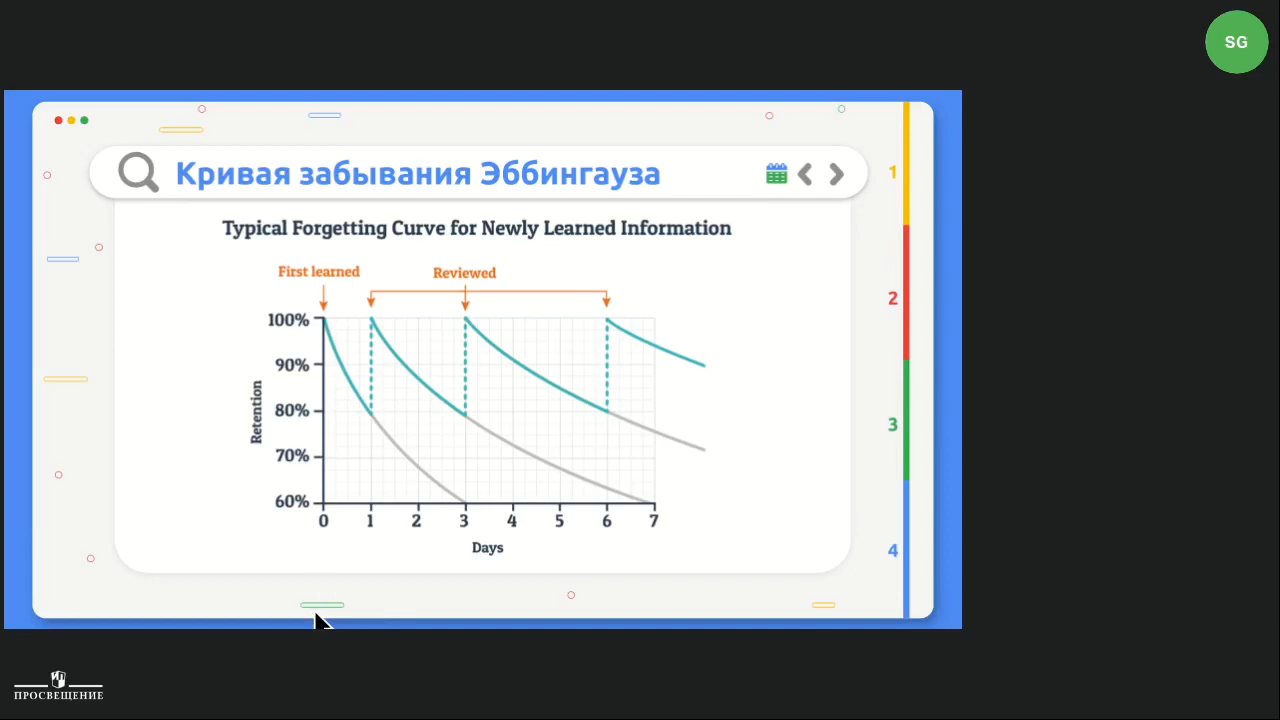 SG
Кривая забывания Эббингауза
Typical Forgetting Curve for Newly Learned Information
First learned
Reviewed
100%
90%
80%
70%
60%
Retention
0 1 2 3 4 5 6 7
Days
1
2
3
4
ПРОСВЕЩЕНИЕ